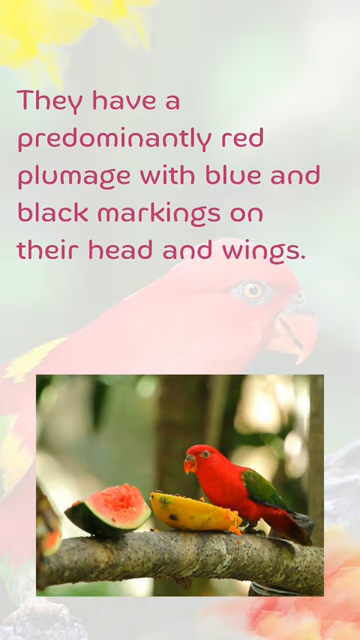 They have a
predominantly red
plumage with blue and
black markings on
their head and wings.